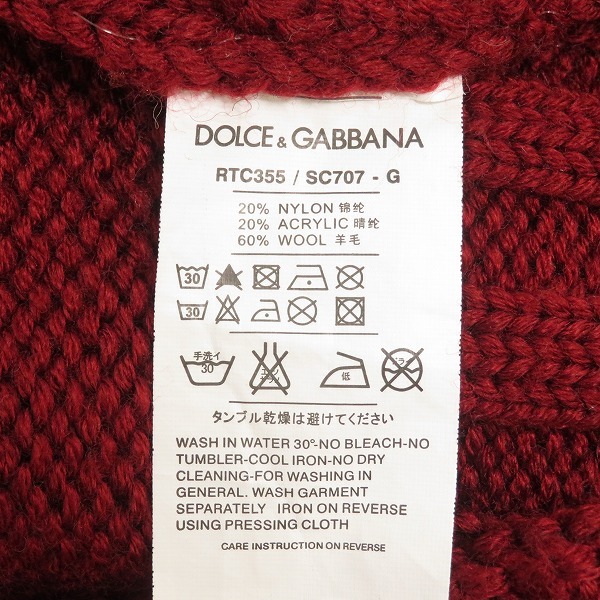 DOLCE & GABBANA
RTC355 / SC707 - G
20% NYLON 锦纶
20% ACRYLIC 晴纶
60% WOOL 羊毛
30
30
手洗イ 30 低
タンブル乾燥は避けてください
WASH IN WATER 30º-NO BLEACH-NO
TUMBLER-COOL IRON-NO DRY
CLEANING-FOR WASHING IN
GENERAL. WASH GARMENT
SEPARATELY IRON ON REVERSE
USING PRESSING CLOTH
CARE INSTRUCTION ON REVERSE